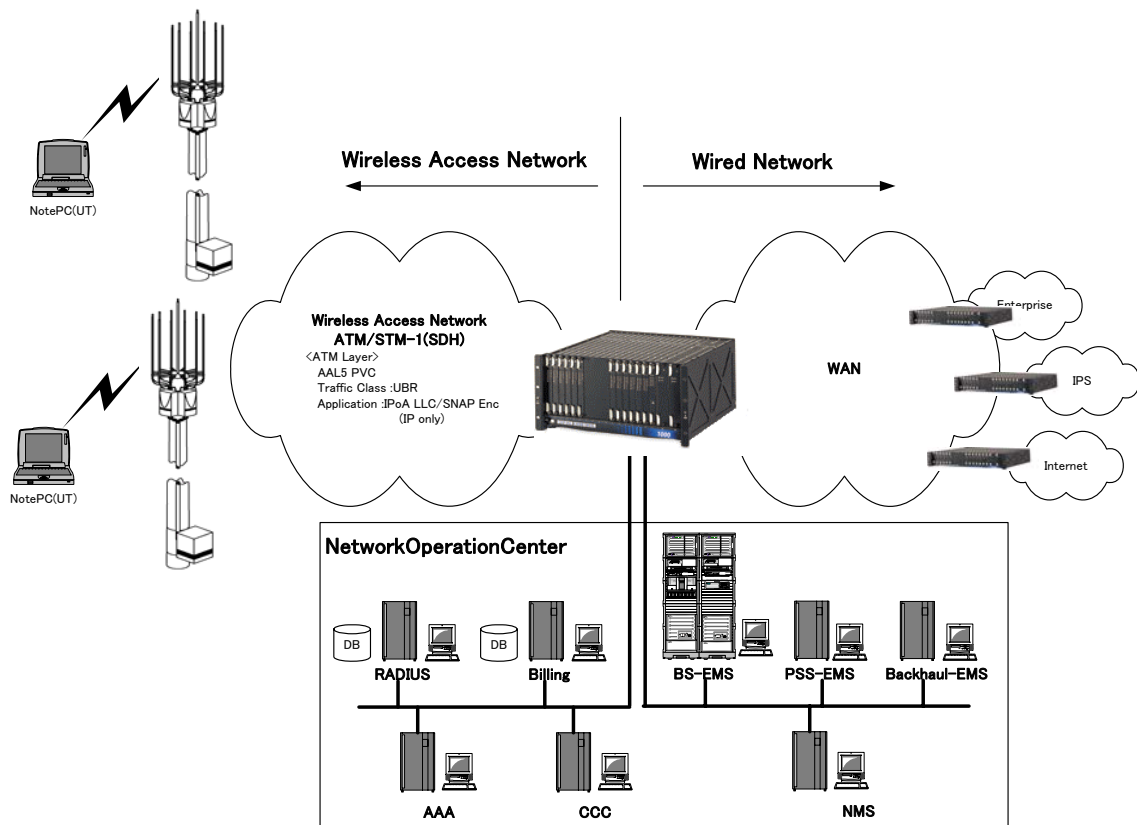 Wireless Access Network
Wired Network
NotePC(UT)
NotePC(UT)
Wireless Access Network
ATM/STM-1(SDH)
<ATM Layer>
AAL5 PVC
Traffic Class :UBR
Application :IPoA LLC/SNAP Enc
(IP only)
WAN
Enterprise
IPS
Internet
5000
NetworkOperationCenter
DB
RADIUS
DB
Billing
BS-EMS
PSS-EMS
Backhaul-EMS
AAA
CCC
NMS